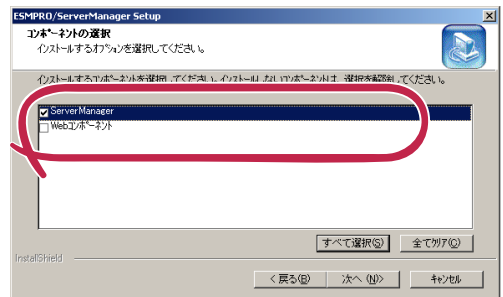 ESMPRO/ServerManager Setup
コンポーネントの選択
インストールするオプションを選択してください。
インストールするコンポーネントを選択してください。インストールしないコンポーネントは、選択を解除してください。
ServerManager
Webコンポーネント
すべて選択(S) 全てクリア(C)
InstallShield
< 戻る(B) 次へ (N)> キャンセル